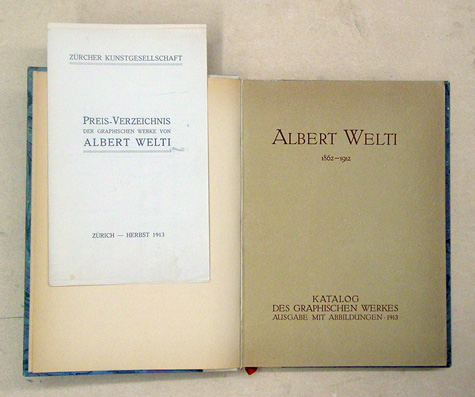 ZÜRCHER KUNSTGESELLSCHAFT
PREIS-VERZEICHNIS
DER GRAPHISCHEN WERKE VON
ALBERT WELTI
ZÜRICH — HERBST 1913
ALBERT WELTI
1862–1912
KATALOG
DES GRAPHISCHEN WERKES
AUSGABE MIT ABBILDUNGEN · 1913